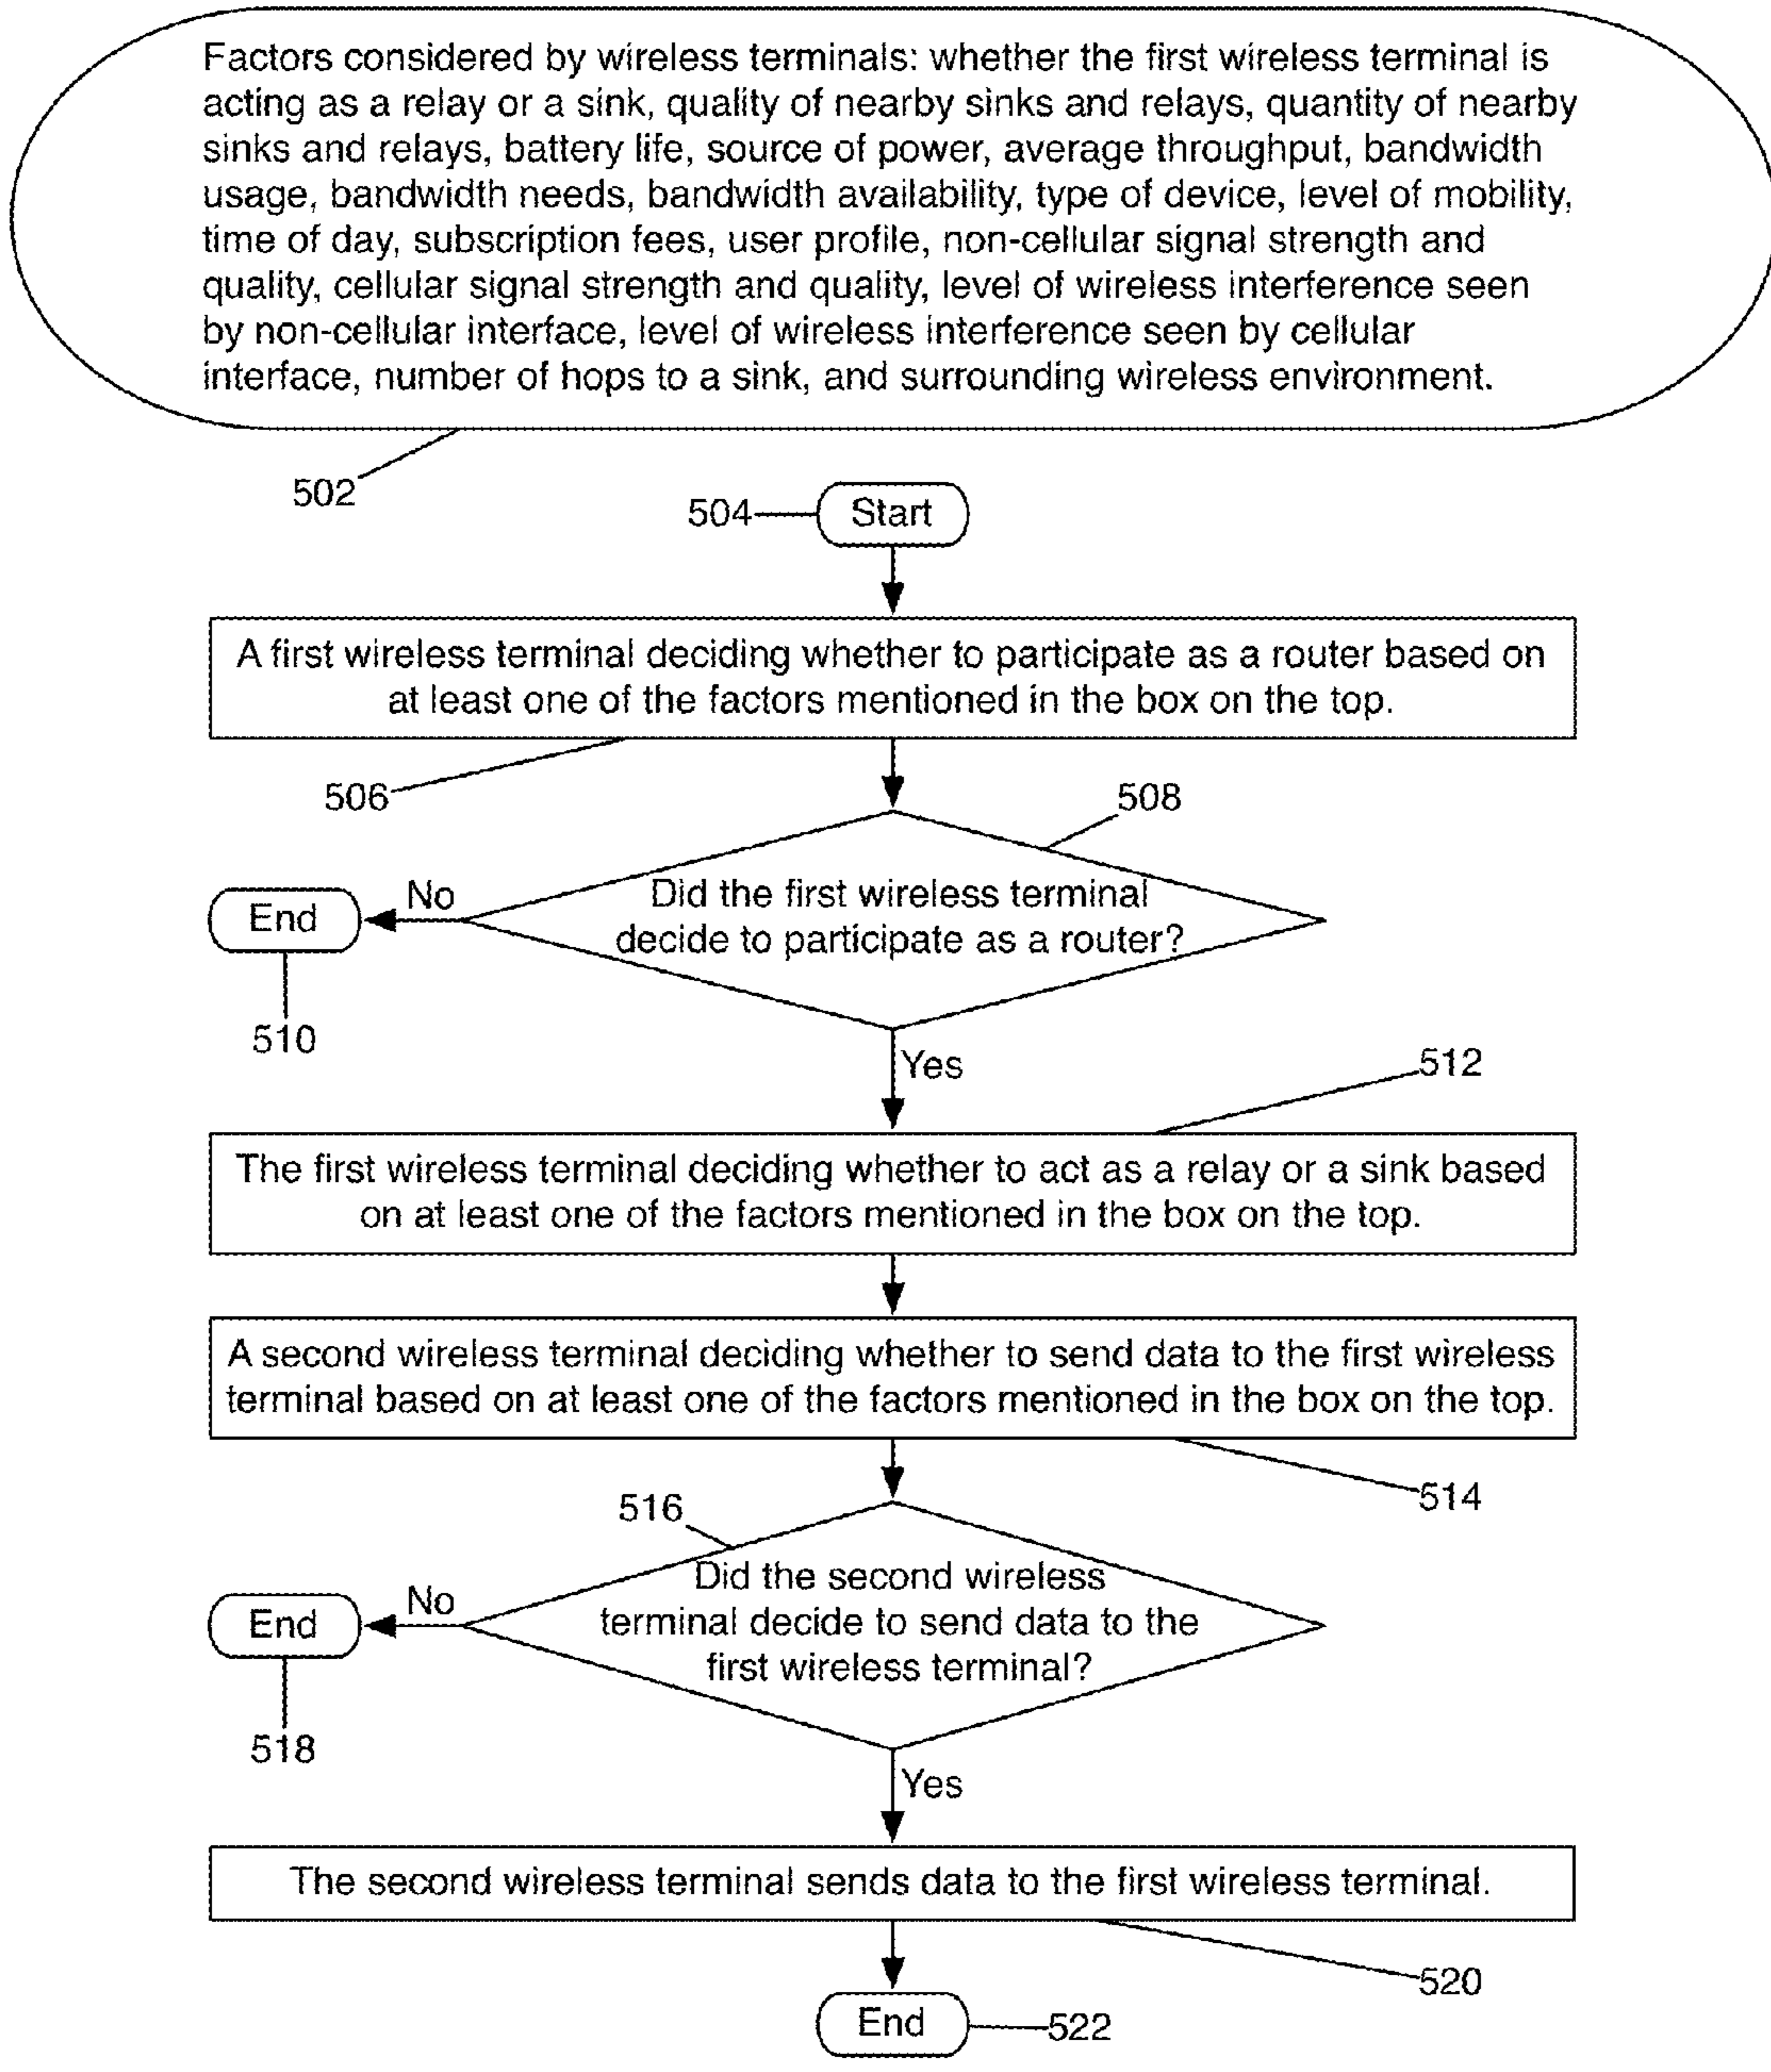 Factors considered by wireless terminals: whether the first wireless terminal is
acting as a relay or a sink, quality of nearby sinks and relays, quantity of nearby
sinks and relays, battery life, source of power, average throughput, bandwidth
usage, bandwidth needs, bandwidth availability, type of device, level of mobility,
time of day, subscription fees, user profile, non-cellular signal strength and
quality, cellular signal strength and quality, level of wireless interference seen
by non-cellular interface, level of wireless interference seen by cellular
interface, number of hops to a sink, and surrounding wireless environment.
502
504
Start
A first wireless terminal deciding whether to participate as a router based on
at least one of the factors mentioned in the box on the top.
506
508
Did the first wireless terminal
decide to participate as a router?
No
End
510
Yes
512
The first wireless terminal deciding whether to act as a relay or a sink based
on at least one of the factors mentioned in the box on the top.
A second wireless terminal deciding whether to send data to the first wireless
terminal based on at least one of the factors mentioned in the box on the top.
514
516
Did the second wireless
terminal decide to send data to the
first wireless terminal?
No
End
518
Yes
The second wireless terminal sends data to the first wireless terminal.
520
End
522